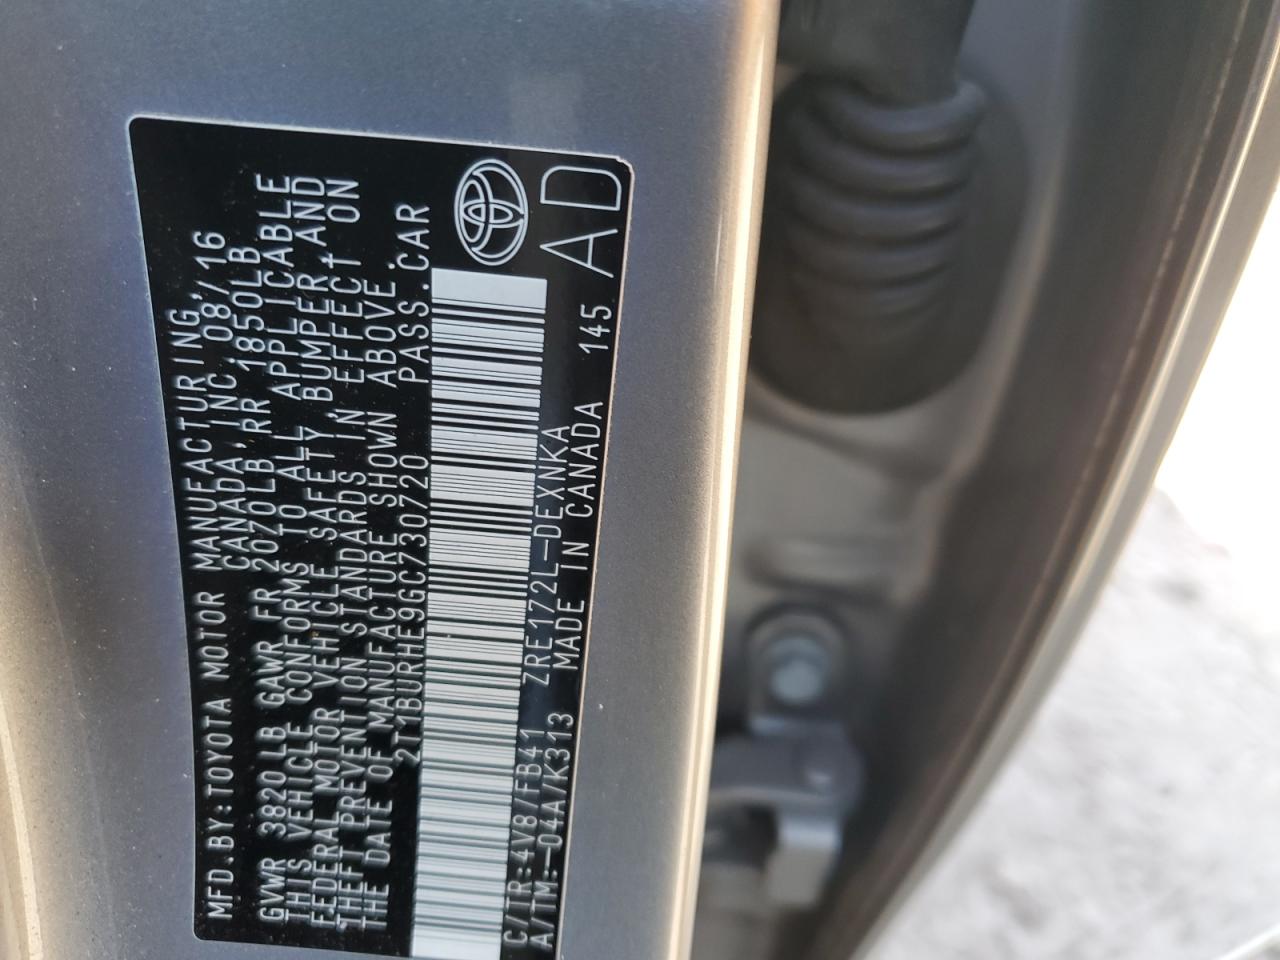 MFD.BY:TOYOTA MOTOR MANUFACTURING
CANADA, INC. 08/16
GVWR 3820LB GAWR FR 2070LB, RR 1850LB
THIS VEHICLE CONFORMS TO ALL APPLICABLE
FEDERAL MOTOR VEHICLE SAFETY, BUMPER, AND
THEFT PREVENTION STANDARDS IN EFFECT ON
THE DATE OF MANUFACTURE SHOWN ABOVE.
2T1BURHE9GC730720 PASS.CAR
C/TR:4V8/FB41 ZRE172L-DEXNKA 145
A/TM:-04A/K313 MADE IN CANADA AD